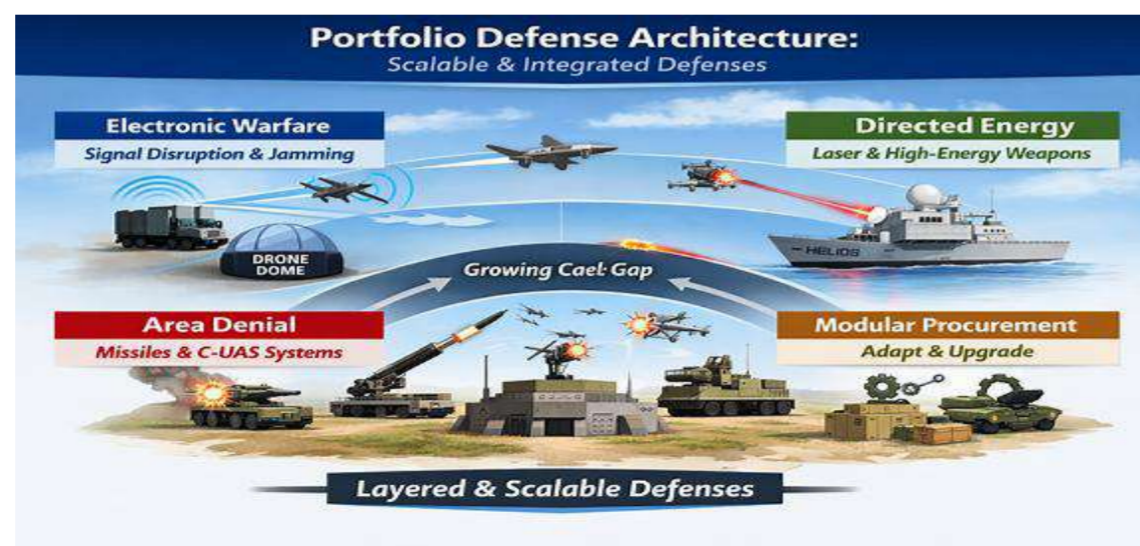 Portfolio Defense Architecture:
Scalable & Integrated Defenses
Electronic Warfare
Signal Disruption & Jamming
Directed Energy
Laser & High-Energy Weapons
DRONE
DOME
HELIOS
Growing Cael Gap
Area Denial
Missiles & C-UAS Systems
Modular Procurement
Adapt & Upgrade
Layered & Scalable Defenses